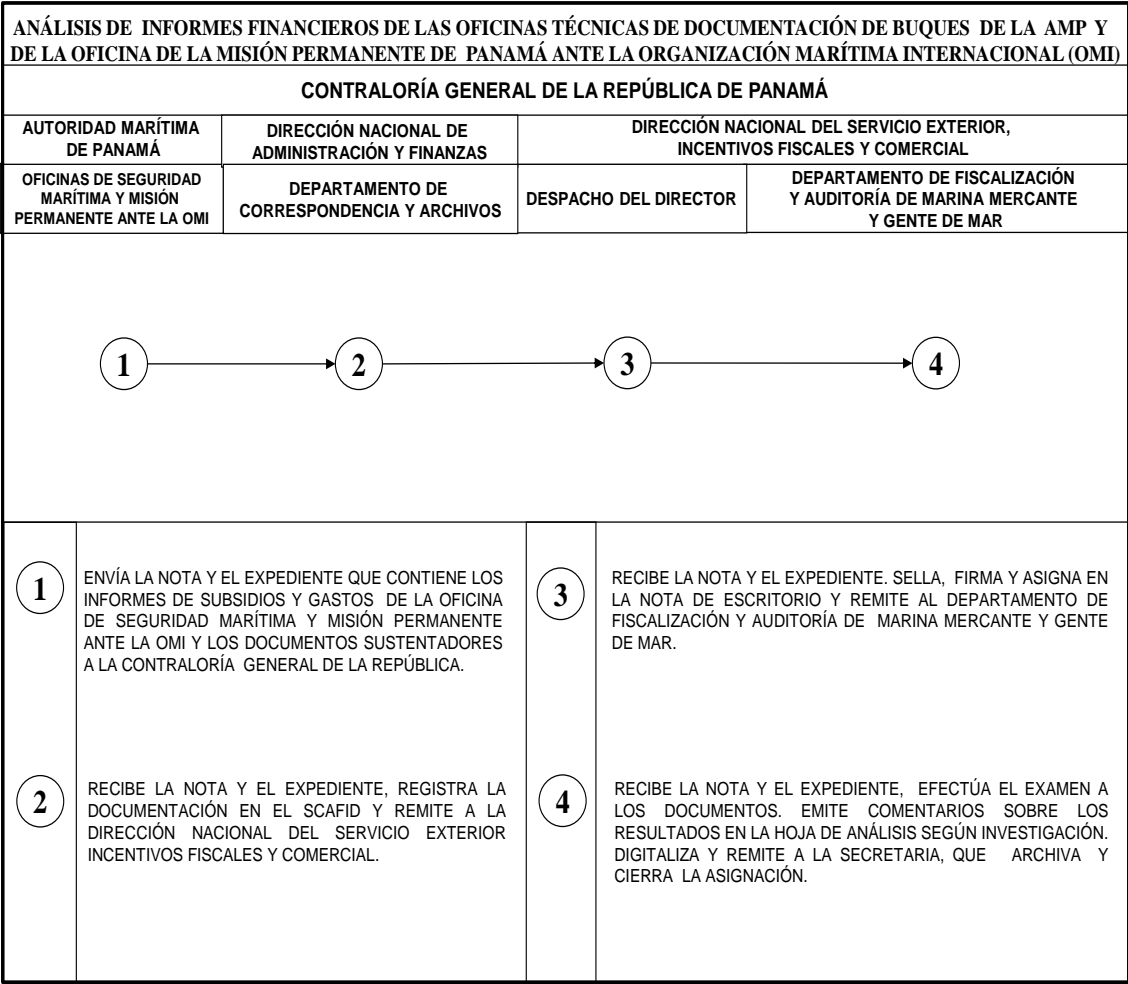 ANÁLISIS DE INFORMES FINANCIEROS DE LAS OFICINAS TÉCNICAS DE DOCUMENTACIÓN DE BUQUES DE LA AMP Y
DE LA OFICINA DE LA MISIÓN PERMANENTE DE PANAMÁ ANTE LA ORGANIZACIÓN MARÍTIMA INTERNACIONAL (OMI)
CONTRALORÍA GENERAL DE LA REPÚBLICA DE PANAMÁ
AUTORIDAD MARÍTIMA
DE PANAMÁ
DIRECCIÓN NACIONAL DE
ADMINISTRACIÓN Y FINANZAS
DIRECCIÓN NACIONAL DEL SERVICIO EXTERIOR,
INCENTIVOS FISCALES Y COMERCIAL
OFICINAS DE SEGURIDAD
MARÍTIMA Y MISIÓN
PERMANENTE ANTE LA OMI
DEPARTAMENTO DE
CORRESPONDENCIA Y ARCHIVOS
DESPACHO DEL DIRECTOR
DEPARTAMENTO DE FISCALIZACIÓN
Y AUDITORÍA DE MARINA MERCANTE
Y GENTE DE MAR
1
2
3
4
1
ENVÍA LA NOTA Y EL EXPEDIENTE QUE CONTIENE LOS
INFORMES DE SUBSIDIOS Y GASTOS DE LA OFICINA
DE SEGURIDAD MARÍTIMA Y MISIÓN PERMANENTE
ANTE LA OMI Y LOS DOCUMENTOS SUSTENTADORES
A LA CONTRALORÍA GENERAL DE LA REPÚBLICA.
2
RECIBE LA NOTA Y EL EXPEDIENTE, REGISTRA LA
DOCUMENTACIÓN EN EL SCAFID Y REMITE A LA
DIRECCIÓN NACIONAL DEL SERVICIO EXTERIOR
INCENTIVOS FISCALES Y COMERCIAL.
3
RECIBE LA NOTA Y EL EXPEDIENTE. SELLA, FIRMA Y ASIGNA EN
LA NOTA DE ESCRITORIO Y REMITE AL DEPARTAMENTO DE
FISCALIZACIÓN Y AUDITORÍA DE MARINA MERCANTE Y GENTE
DE MAR.
4
RECIBE LA NOTA Y EL EXPEDIENTE, EFECTÚA EL EXAMEN A
LOS DOCUMENTOS. EMITE COMENTARIOS SOBRE LOS
RESULTADOS EN LA HOJA DE ANÁLISIS SEGÚN INVESTIGACIÓN.
DIGITALIZA Y REMITE A LA SECRETARIA, QUE ARCHIVA Y
CIERRA LA ASIGNACIÓN.